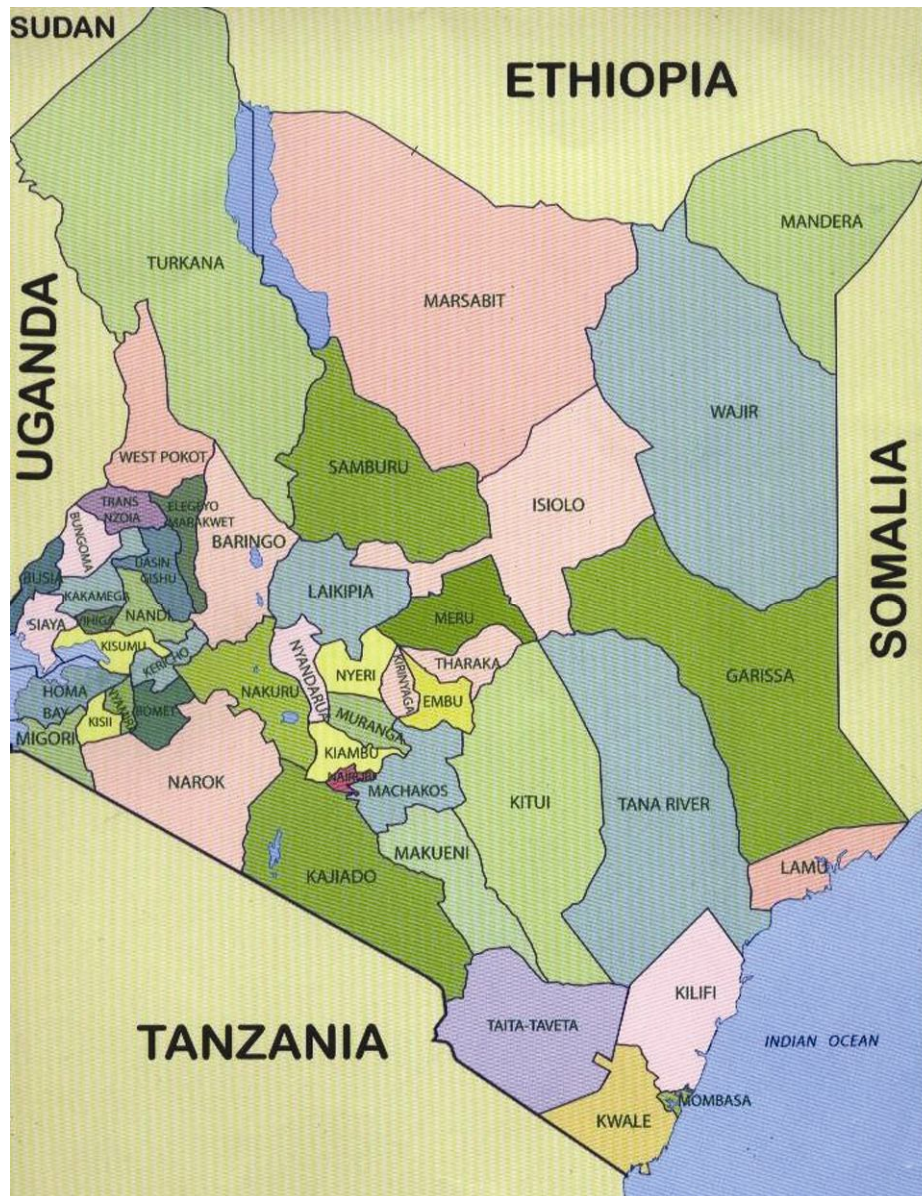 SUDAN
ETHIOPIA
MANDERA
TURKANA
MARSABIT
UGANDA
WAJIR
WEST POKOT
SAMBURU
SOMALIA
TRANS
NZOIA
ELEGEYO
MARAKWET
ISIOLO
BUNGOMA
BARINGO
UASIN
GISHU
BUSIA
KAKAMEGA
LAIKIPIA
NANDI
SIAYA
VIHIGA
MERU
KISUMU
KERICHO
NYANDARUA
NYERI
KIRINYAGA
THARAKA
GARISSA
HOMA
BAY
NAKURU
EMBU
KISII
NYAMIRA
BOMET
MURANGA
MIGORI
KIAMBU
NAROK
NAIROBI
MACHAKOS
KITUI
TANA RIVER
MAKUENI
KAJIADO
LAMU
KILIFI
TAITA-TAVETA
TANZANIA
INDIAN OCEAN
MOMBASA
KWALE